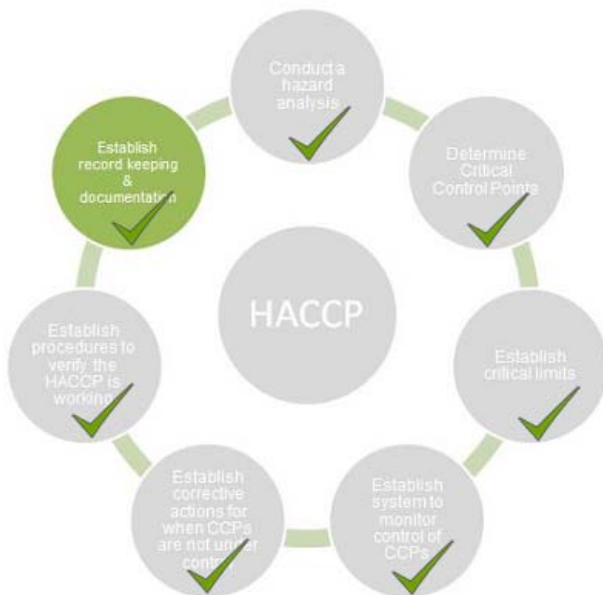 Conduct a
hazard
analysis
Determine
Critical
Control Points
Establish
critical limits
Establish
system to
monitor
control of
CCPs
Establish
corrective
actions for
when CCPs
are not under
control
Establish
procedures to
verify the
HACCP is
working
Establish
record keeping
&
documentation
HACCP